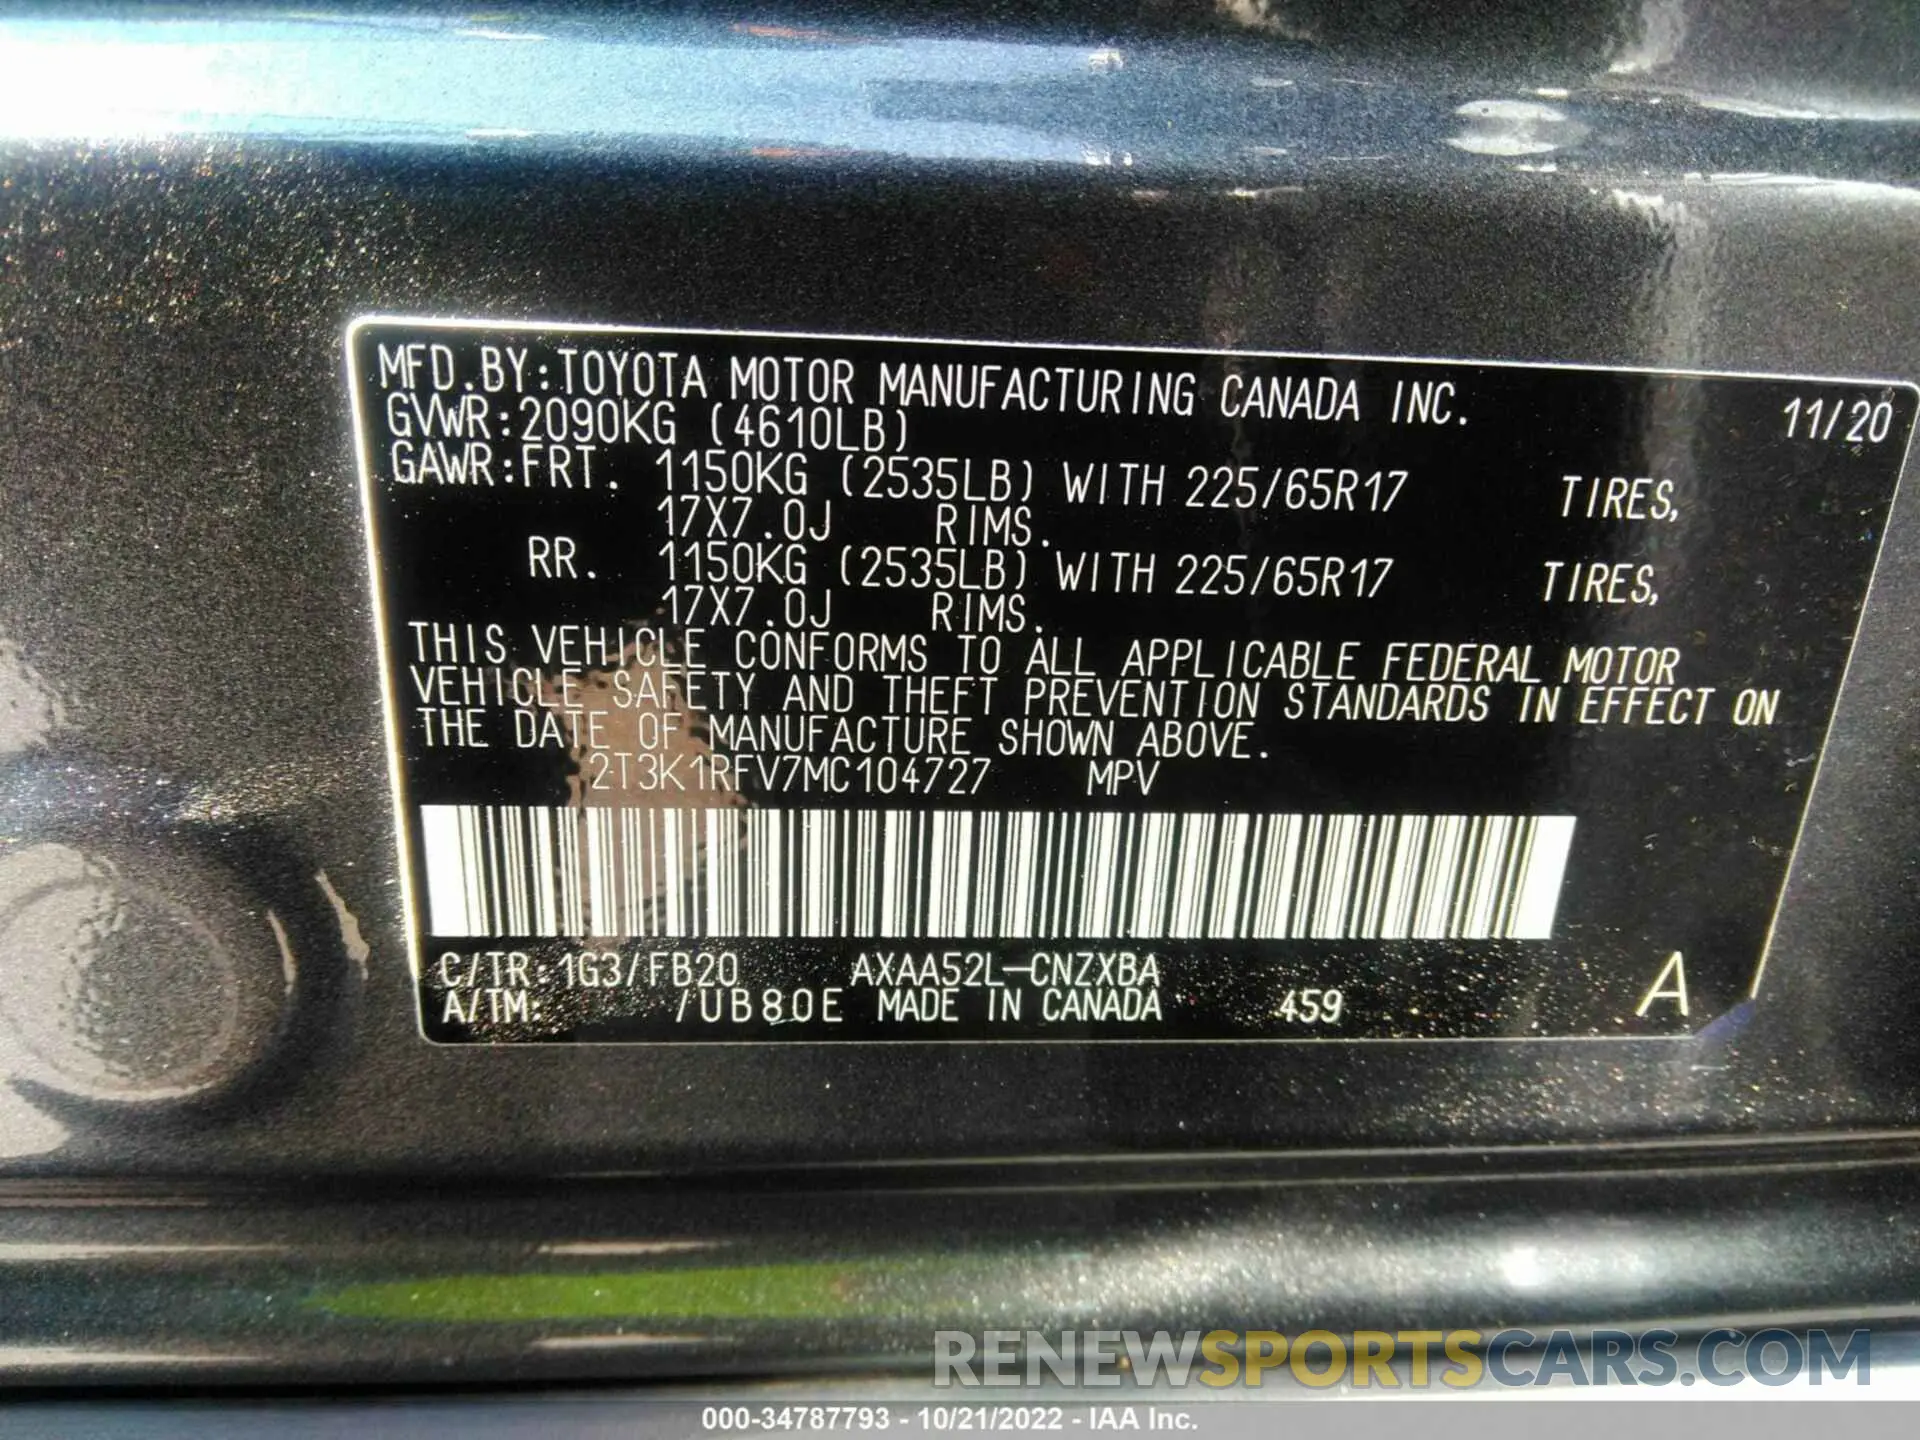 MFD.BY:TOYOTA MOTOR MANUFACTURING CANADA INC. 11/20
GVWR:2090KG (4610LB)
GAWR:FRT. 1150KG (2535LB) WITH 225/65R17 TIRES,
17X7.0J RIMS.
RR. 1150KG (2535LB) WITH 225/65R17 TIRES,
17X7.0J RIMS.
THIS VEHICLE CONFORMS TO ALL APPLICABLE FEDERAL MOTOR
VEHICLE SAFETY AND THEFT PREVENTION STANDARDS IN EFFECT ON
THE DATE OF MANUFACTURE SHOWN ABOVE.
2T3K1RFV7MC104727 MPV
C/TR:1G3/FB20 AXAA52L-CNZXBA
A/TM: /UB80E MADE IN CANADA 459 A
RENEWSPORTSCARS.COM
000-34787793 - 10/21/2022 - IAA Inc.